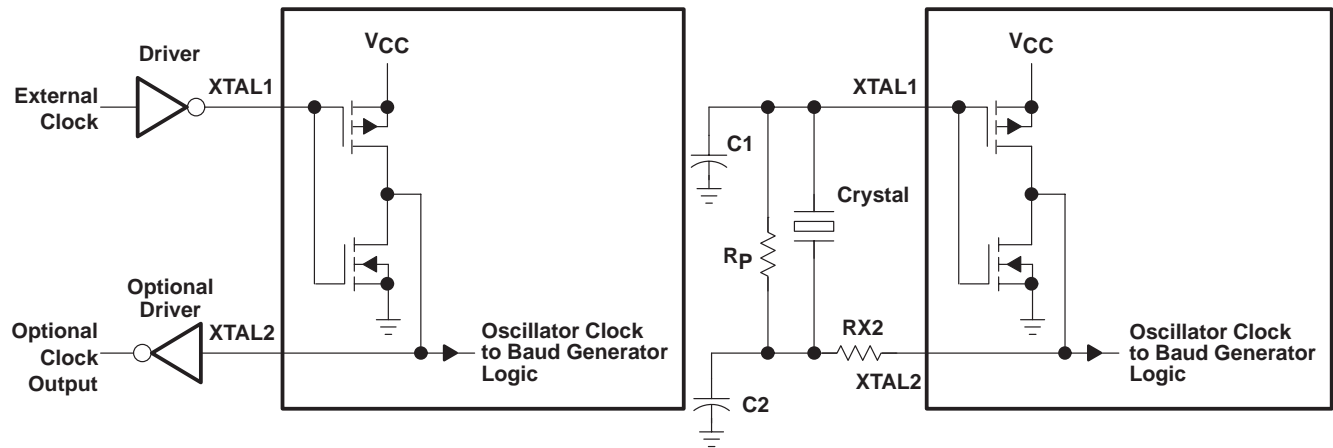 Driver
External
Clock
XTAL1
VCC
Optional
Driver
Optional
Clock
Output
XTAL2
Oscillator Clock
to Baud Generator
Logic
VCC
XTAL1
C1
Crystal
RP
RX2
XTAL2
C2
Oscillator Clock
to Baud Generator
Logic